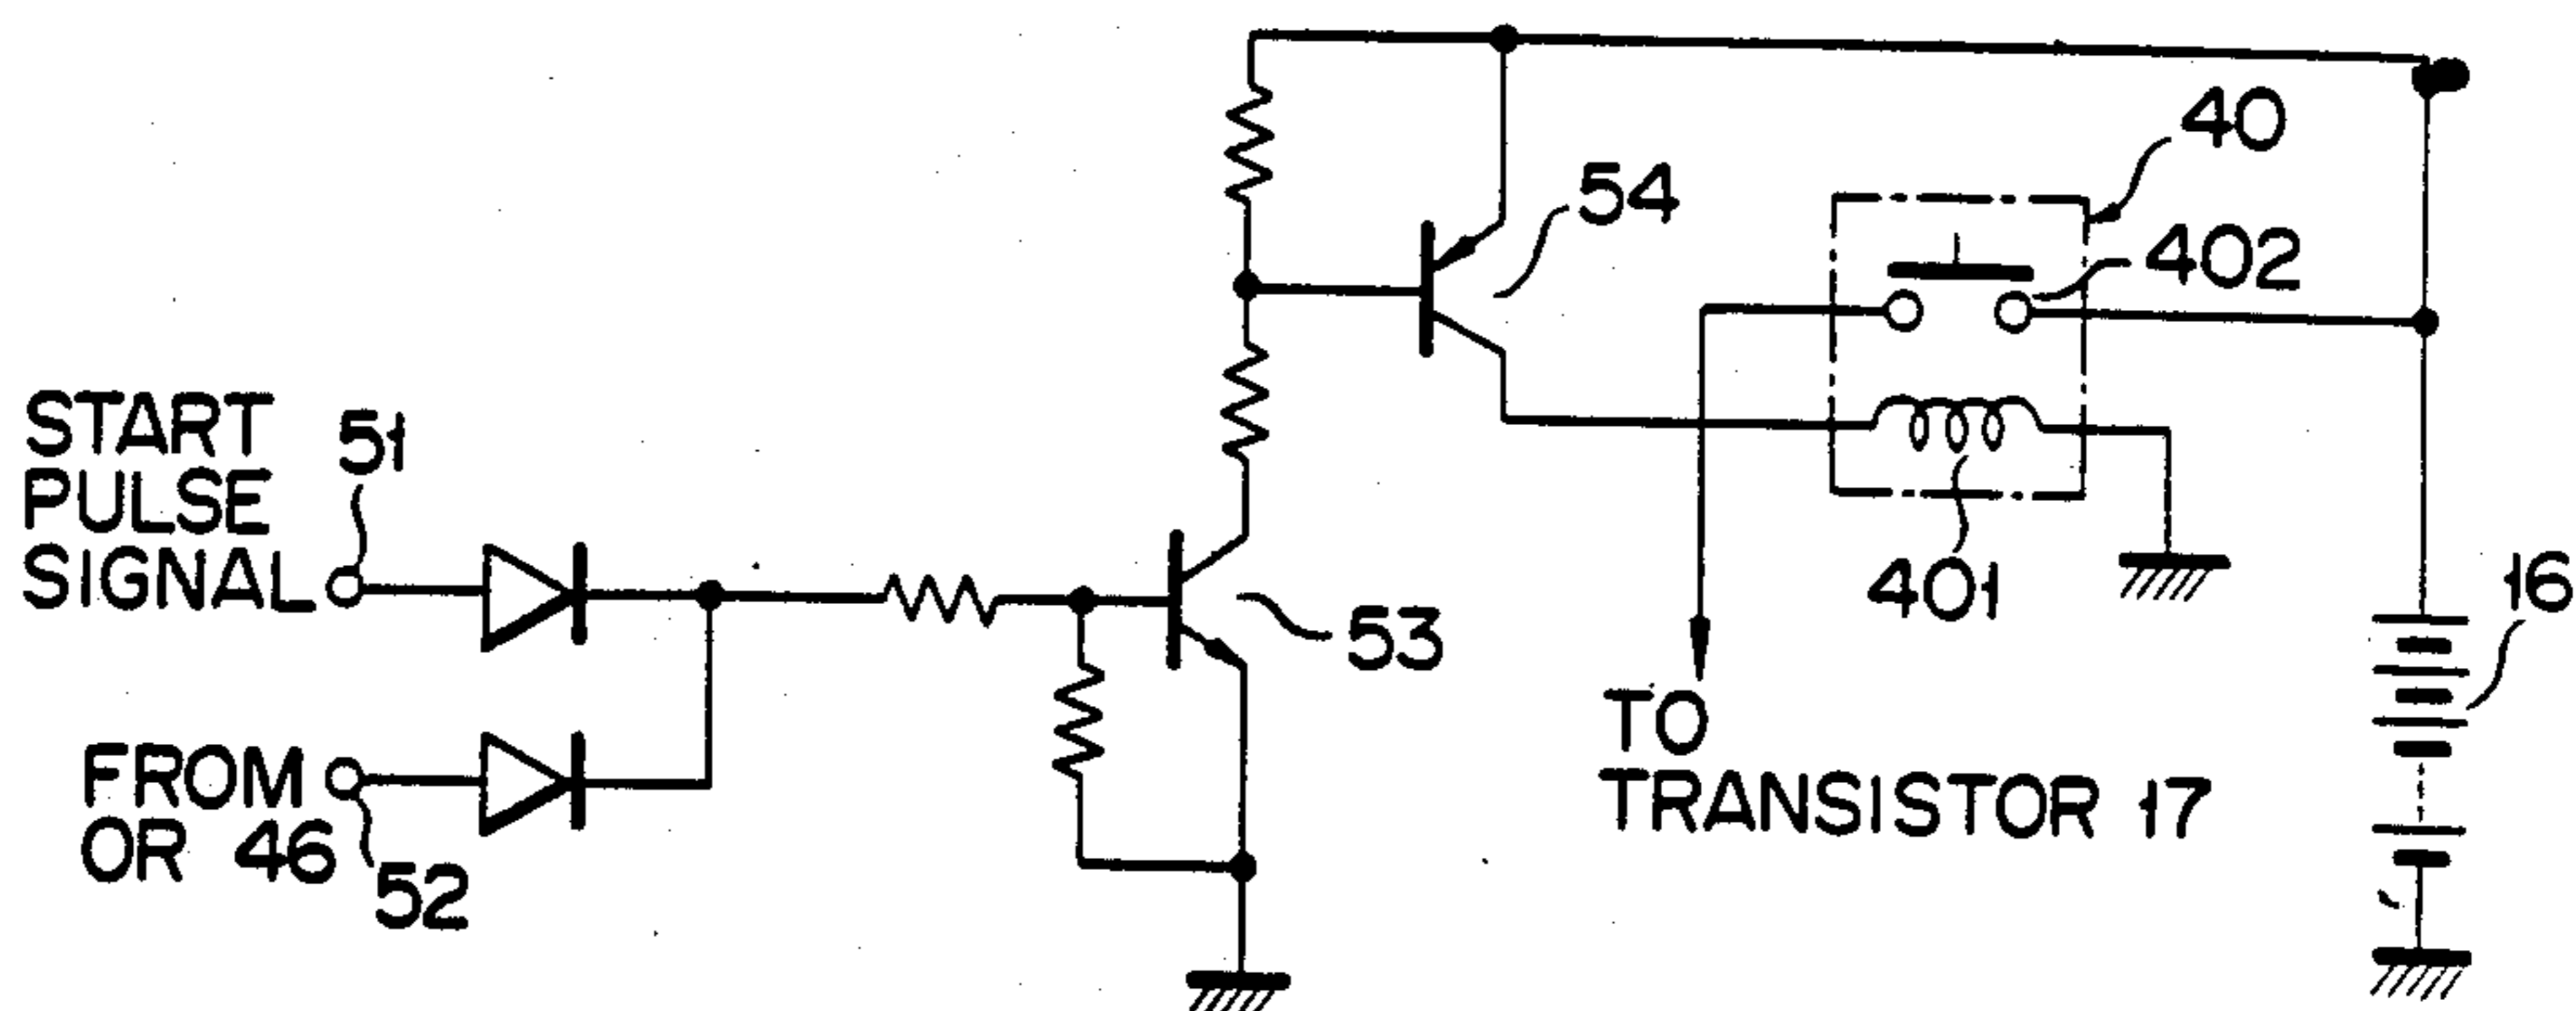 40
54
402
START
PULSE
SIGNAL
51
401
16
53
TO
TRANSISTOR 17
FROM
OR 46
52